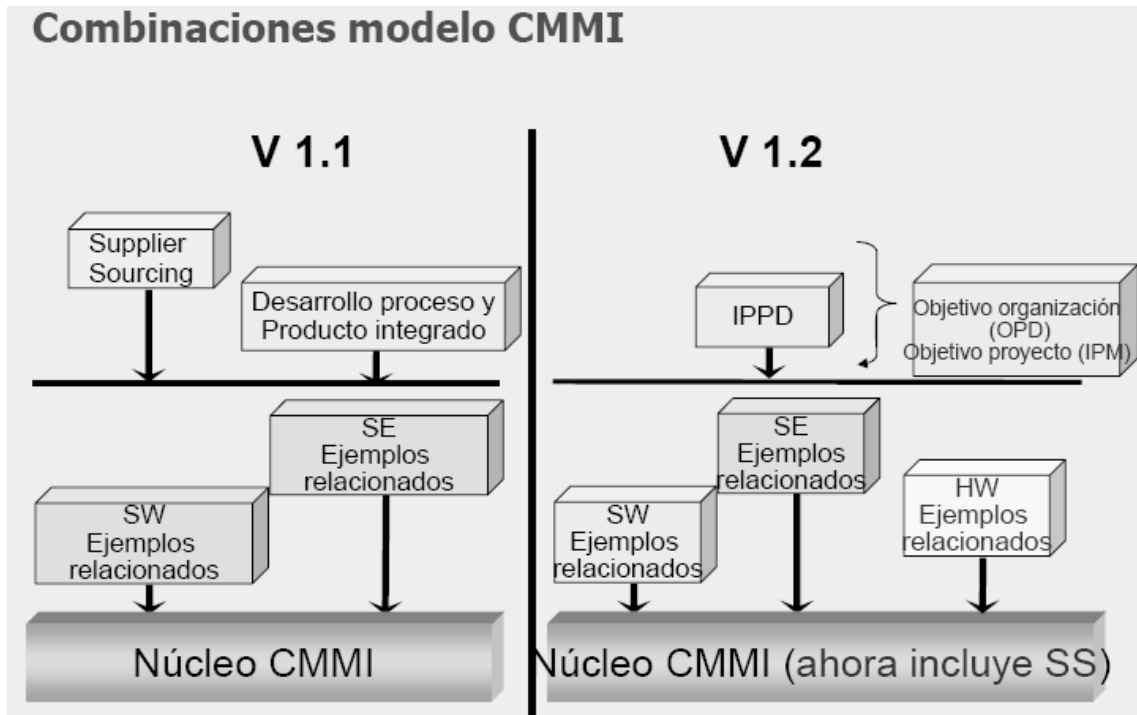 Combinaciones modelo CMMI
V 1.1
Supplier
Sourcing
Desarrollo proceso y
Producto integrado
SE
Ejemplos
relacionados
SW
Ejemplos
relacionados
Núcleo CMMI
V 1.2
IPPD
Objetivo organización
(OPD)
Objetivo proyecto (IPM)
SE
Ejemplos
relacionados
SW
Ejemplos
relacionados
HW
Ejemplos
relacionados
Núcleo CMMI (ahora incluye SS)